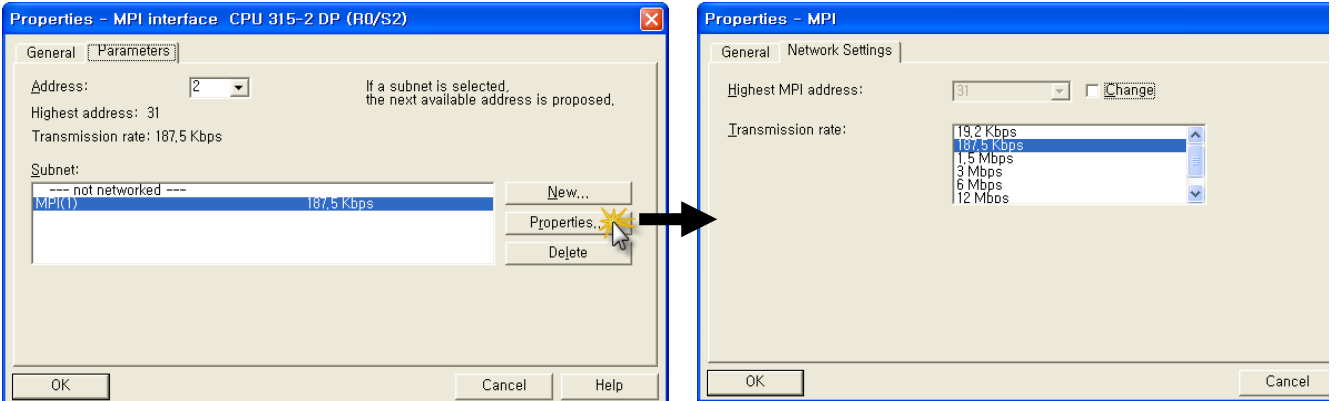 Properties - MPI interface  CPU 315-2 DP (R0/S2)
General
Parameters
Address:
2
If a subnet is selected,
the next available address is proposed.
Highest address: 31
Transmission rate: 187,5 Kbps
Subnet:
--- not networked ---
MPI(1)
187,5 Kbps
New...
Properties..
Delete
OK
Cancel
Help
Properties - MPI
General
Network Settings
Highest MPI address:
31
Change
Transmission rate:
19,2 Kbps
187,5 Kbps
1,5 Mbps
3 Mbps
6 Mbps
12 Mbps
OK
Cancel